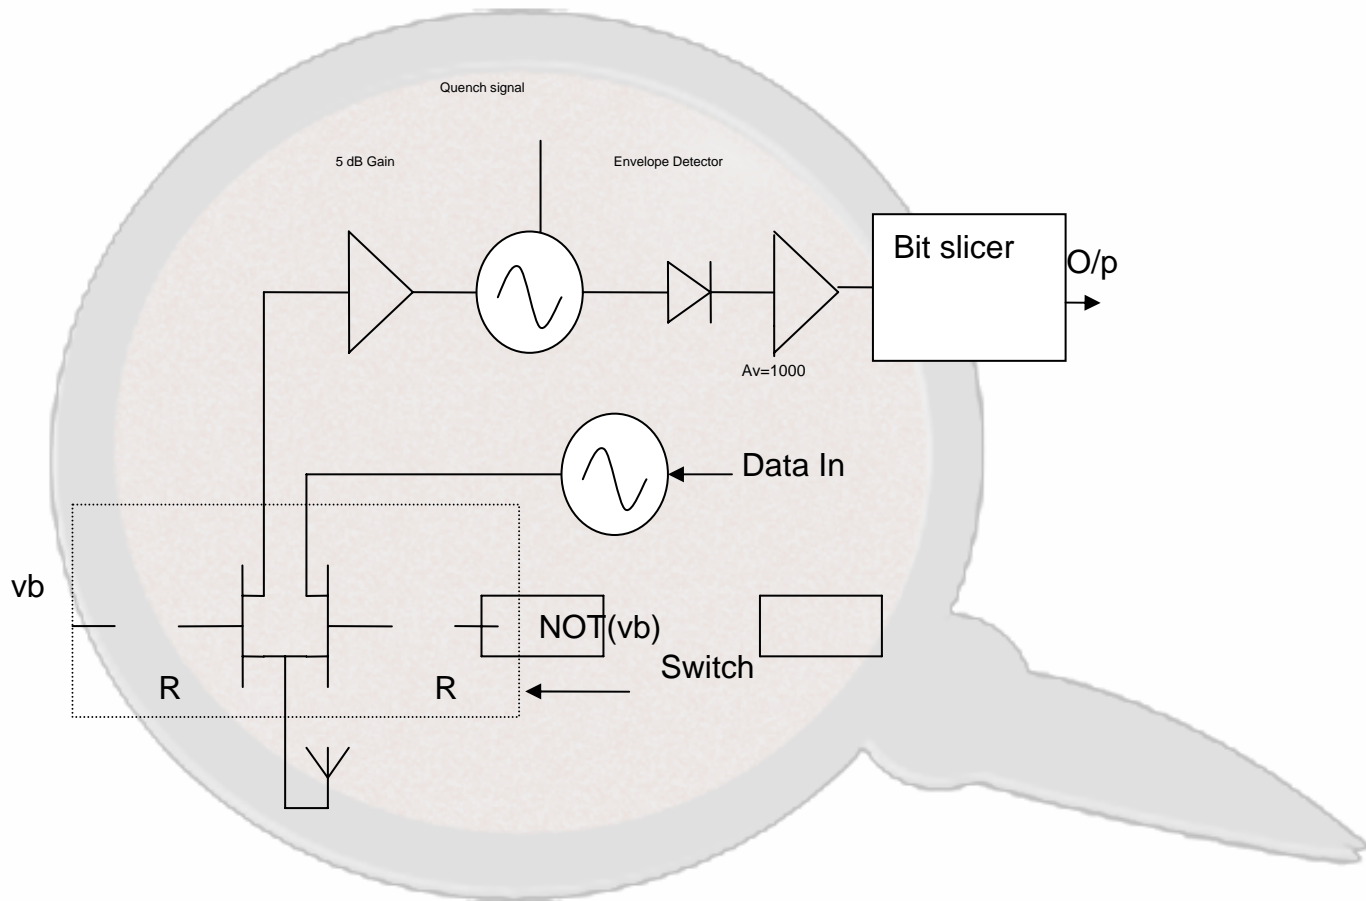 Quench signal
5 dB Gain
Envelope Detector
Bit slicer
O/p
Av=1000
Data In
vb
NOT(vb)
Switch
R
R